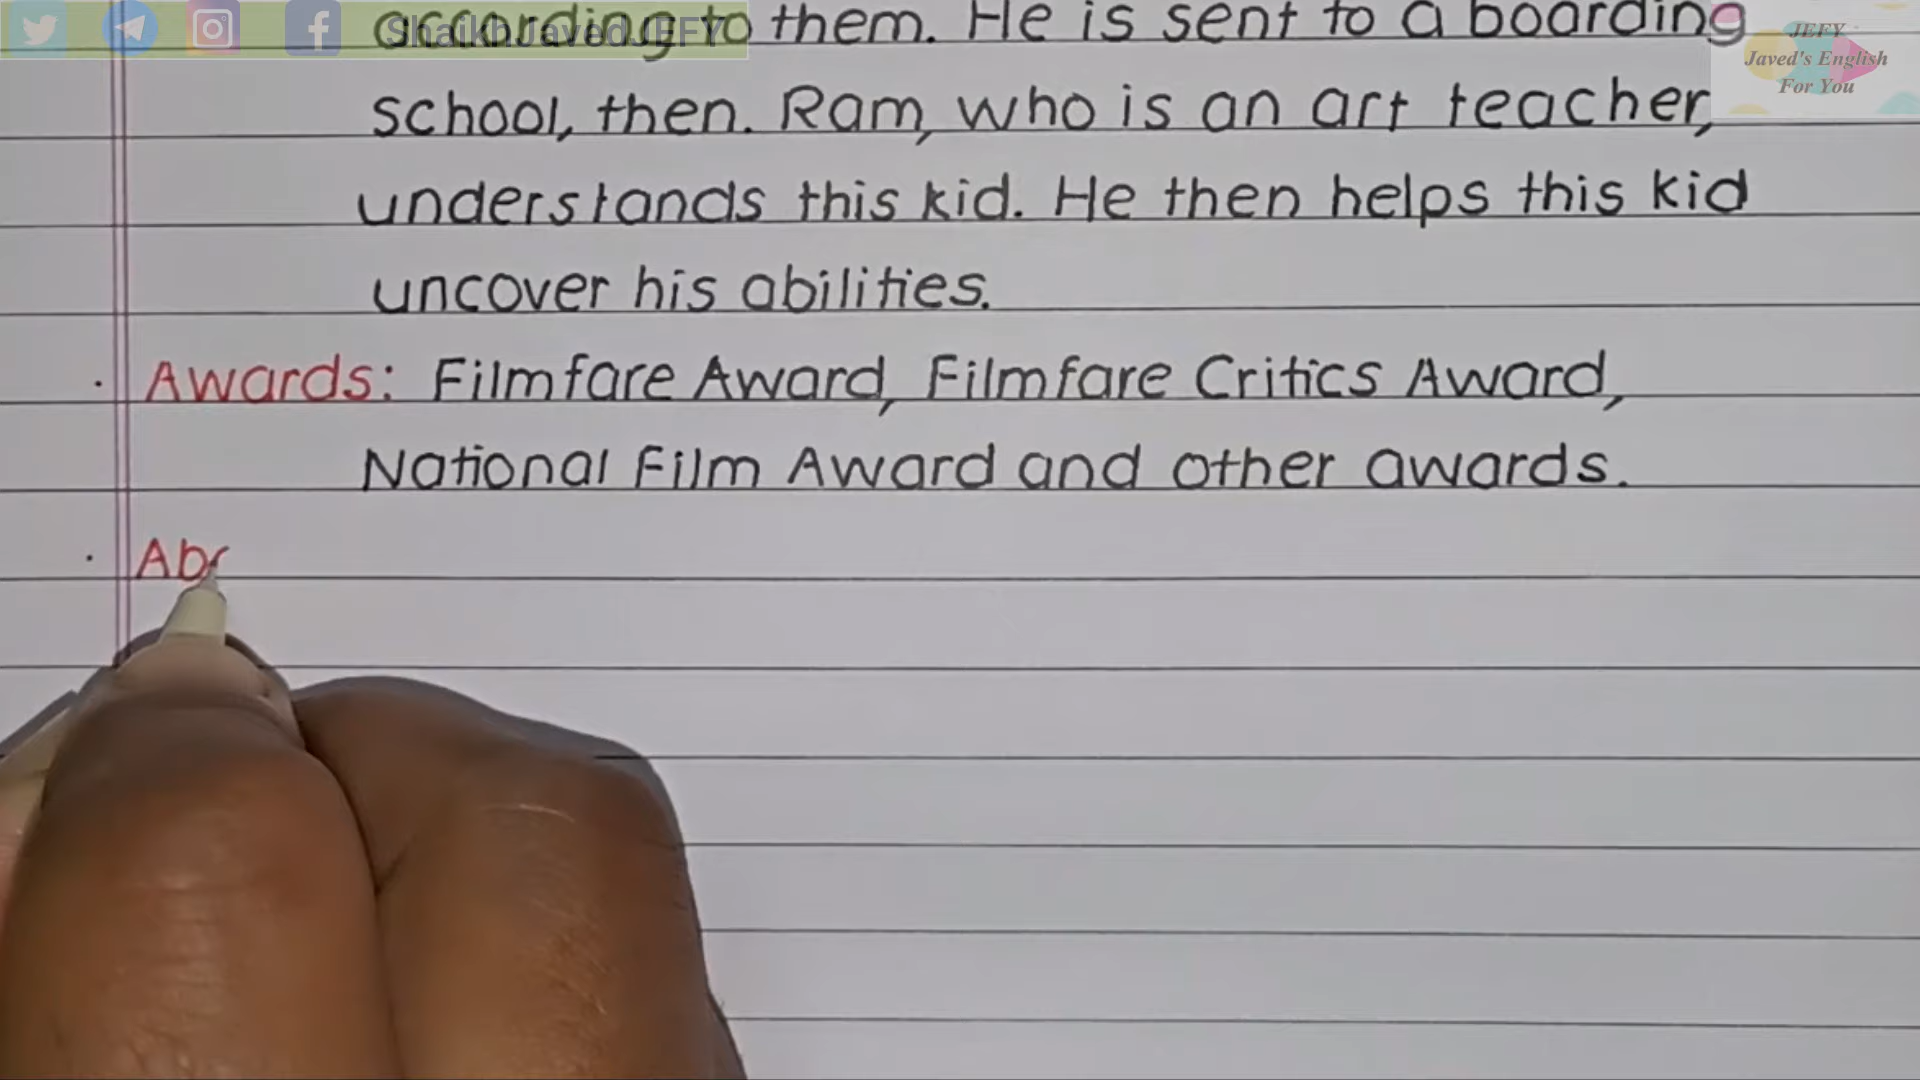 according to them. He is sent to a boarding
ShaikhJavedJEFY
JEFY
Javed's English
For You
school, then. Ram, who is an art teacher,
understands this kid. He then helps this kid
uncover his abilities.
. Awards: Filmfare Award, Filmfare Critics Award,
National Film Award and other awards.
. Ab